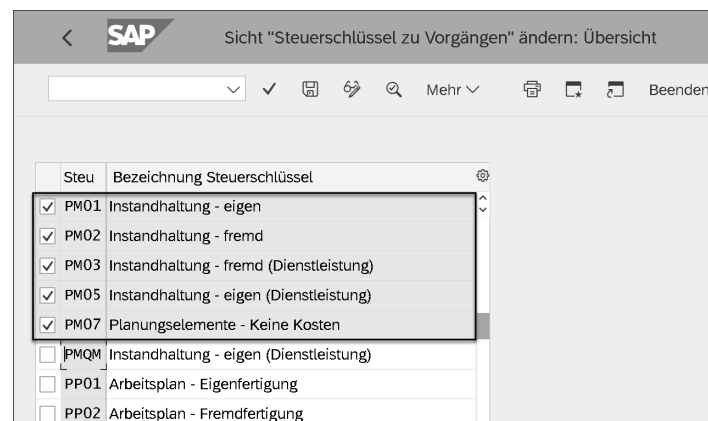 SAP Sicht "Steuerschlüssel zu Vorgängen" ändern: Übersicht
Mehr Beenden
Steu Bezeichnung Steuerschlüssel
PM01 Instandhaltung - eigen
PM02 Instandhaltung - fremd
PM03 Instandhaltung - fremd (Dienstleistung)
PM05 Instandhaltung - eigen (Dienstleistung)
PM07 Planungselemente - Keine Kosten
PMQM Instandhaltung - eigen (Dienstleistung)
PP01 Arbeitsplan - Eigenfertigung
PP02 Arbeitsplan - Fremdfertigung